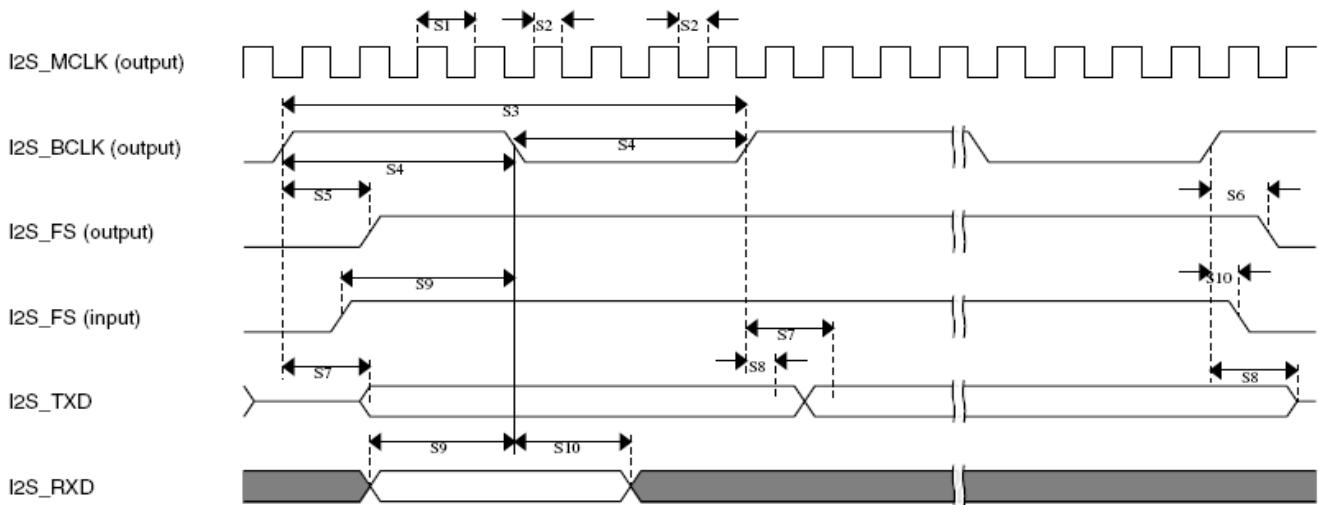 S1 S2 S2
I2S_MCLK (output)
S3
I2S_BCLK (output)
S4
S4
S5 S6
I2S_FS (output)
S9 S10
I2S_FS (input)
S7
S7 S8 S8
I2S_TXD
S9 S10
I2S_RXD